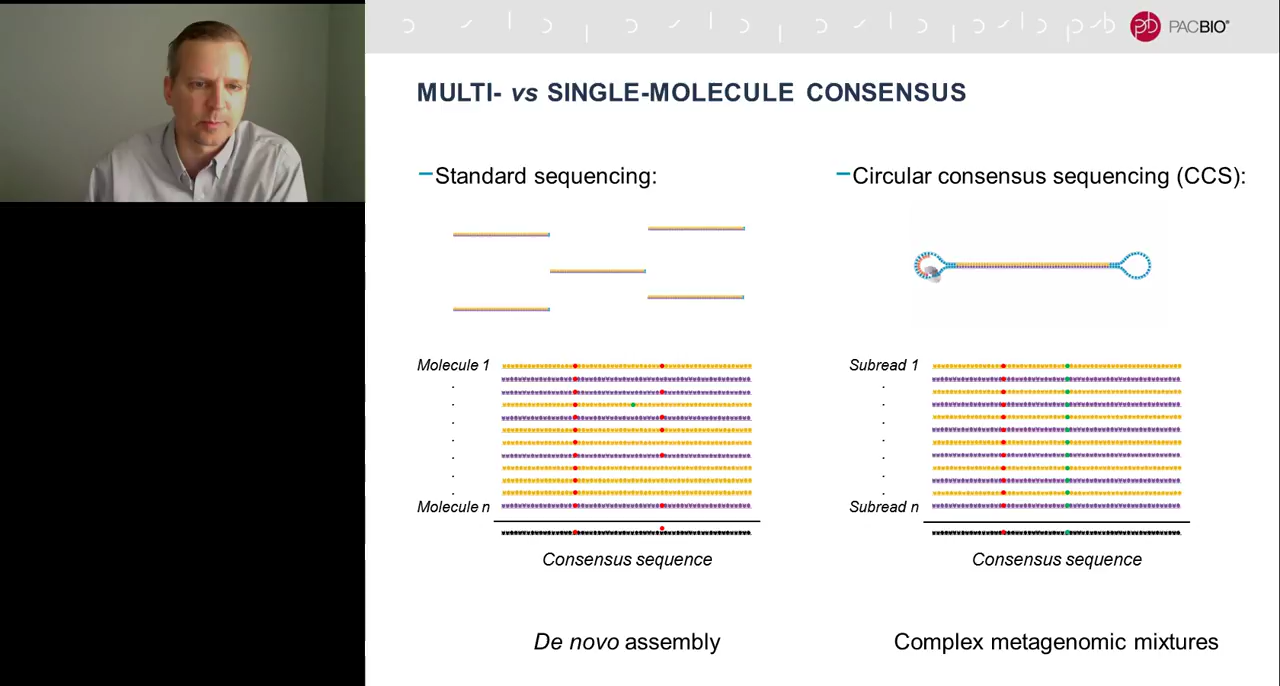 PACBIO®
MULTI- vs SINGLE-MOLECULE CONSENSUS
–Standard sequencing:
Molecule 1
Molecule n
Consensus sequence
De novo assembly
–Circular consensus sequencing (CCS):
Subread 1
Subread n
Consensus sequence
Complex metagenomic mixtures